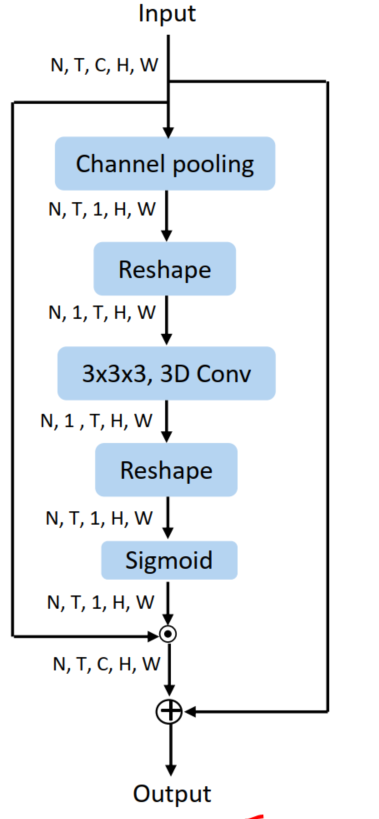 Input
N, T, C, H, W
Channel pooling
N, T, 1, H, W
Reshape
N, 1, T, H, W
3x3x3, 3D Conv
N, 1 , T, H, W
Reshape
N, T, 1, H, W
Sigmoid
N, T, 1, H, W
N, T, C, H, W
Output